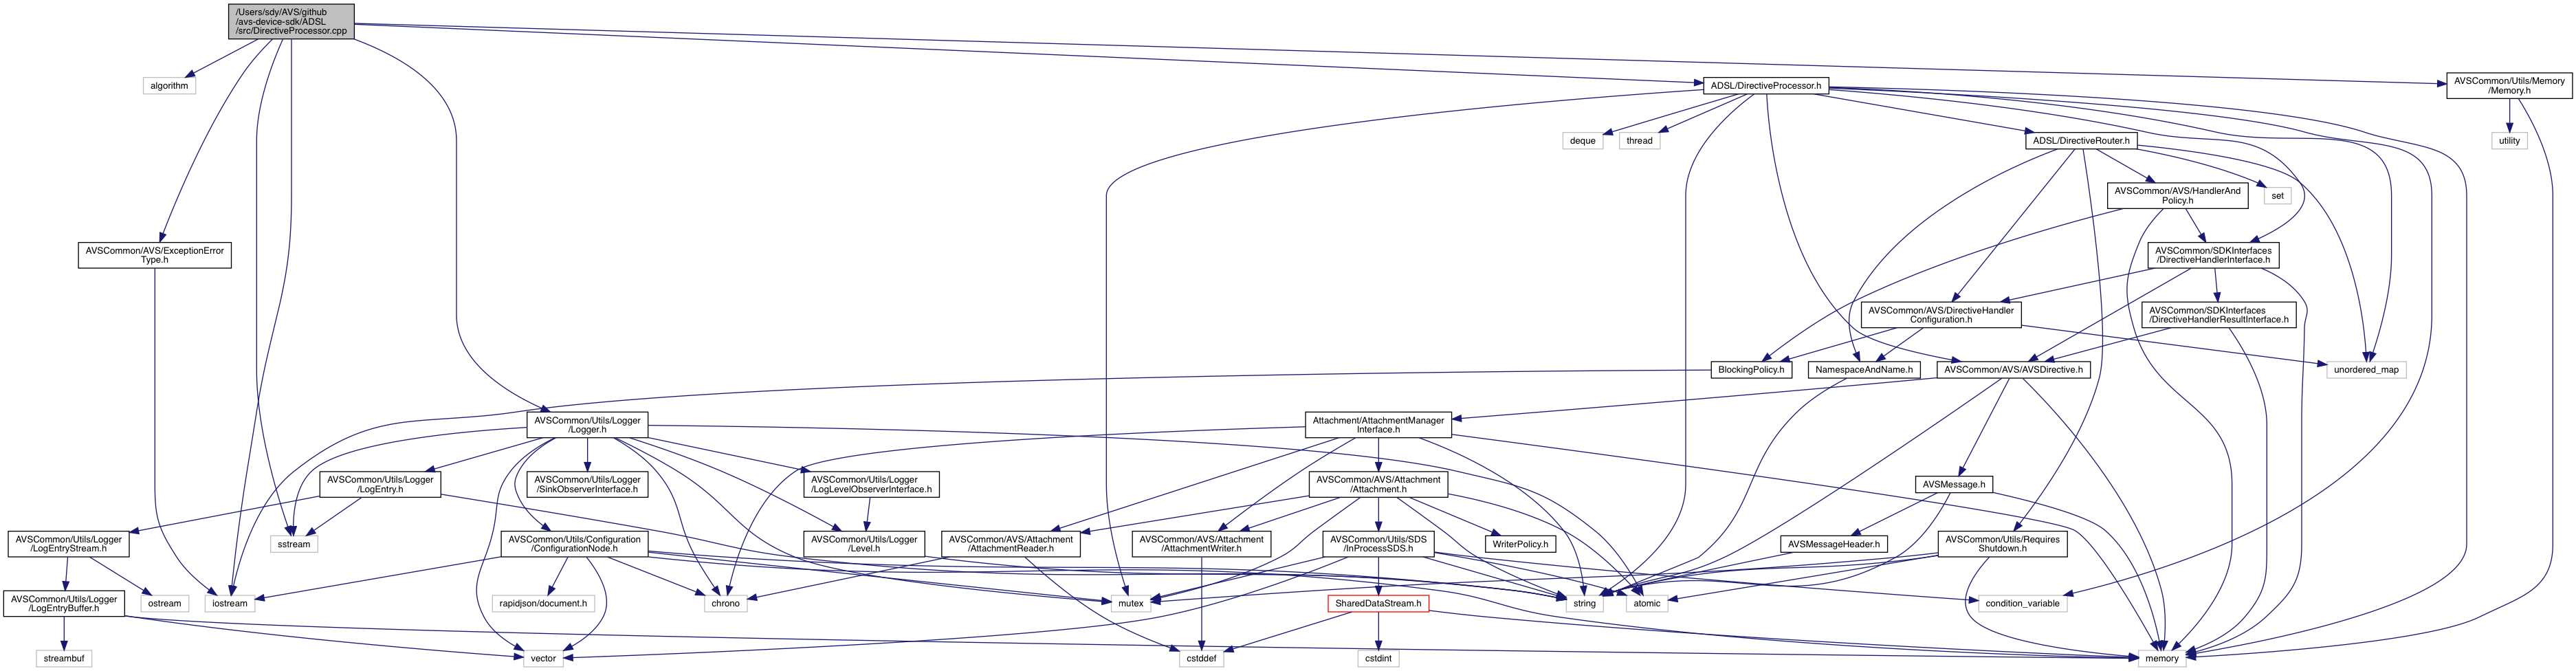 /Users/sdy/AVS/github
/avs-device-sdk/ADSL
/src/DirectiveProcessor.cpp
algorithm
ADSL/DirectiveProcessor.h
AVSCommon/Utils/Memory
/Memory.h
deque
thread
ADSL/DirectiveRouter.h
utility
AVSCommon/AVS/HandlerAnd
Policy.h
set
AVSCommon/AVS/ExceptionError
Type.h
AVSCommon/SDKInterfaces
/DirectiveHandlerInterface.h
AVSCommon/AVS/DirectiveHandler
Configuration.h
AVSCommon/SDKInterfaces
/DirectiveHandlerResultInterface.h
BlockingPolicy.h
NamespaceAndName.h
AVSCommon/AVS/AVSDirective.h
unordered_map
AVSCommon/Utils/Logger
/Logger.h
Attachment/AttachmentManager
Interface.h
AVSCommon/Utils/Logger
/LogEntry.h
AVSCommon/Utils/Logger
/SinkObserverInterface.h
AVSCommon/Utils/Logger
/LogLevelObserverInterface.h
AVSCommon/AVS/Attachment
/Attachment.h
AVSMessage.h
AVSCommon/Utils/Logger
/LogEntryStream.h
sstream
AVSCommon/Utils/Configuration
/ConfigurationNode.h
AVSCommon/Utils/Logger
/Level.h
AVSCommon/AVS/Attachment
/AttachmentReader.h
AVSCommon/AVS/Attachment
/AttachmentWriter.h
AVSCommon/Utils/SDS
/InProcessSDS.h
WriterPolicy.h
AVSMessageHeader.h
AVSCommon/Utils/Requires
Shutdown.h
AVSCommon/Utils/Logger
/LogEntryBuffer.h
ostream
iostream
rapidjson/document.h
chrono
mutex
SharedDataStream.h
string
atomic
condition_variable
streambuf
vector
cstddef
cstdint
memory